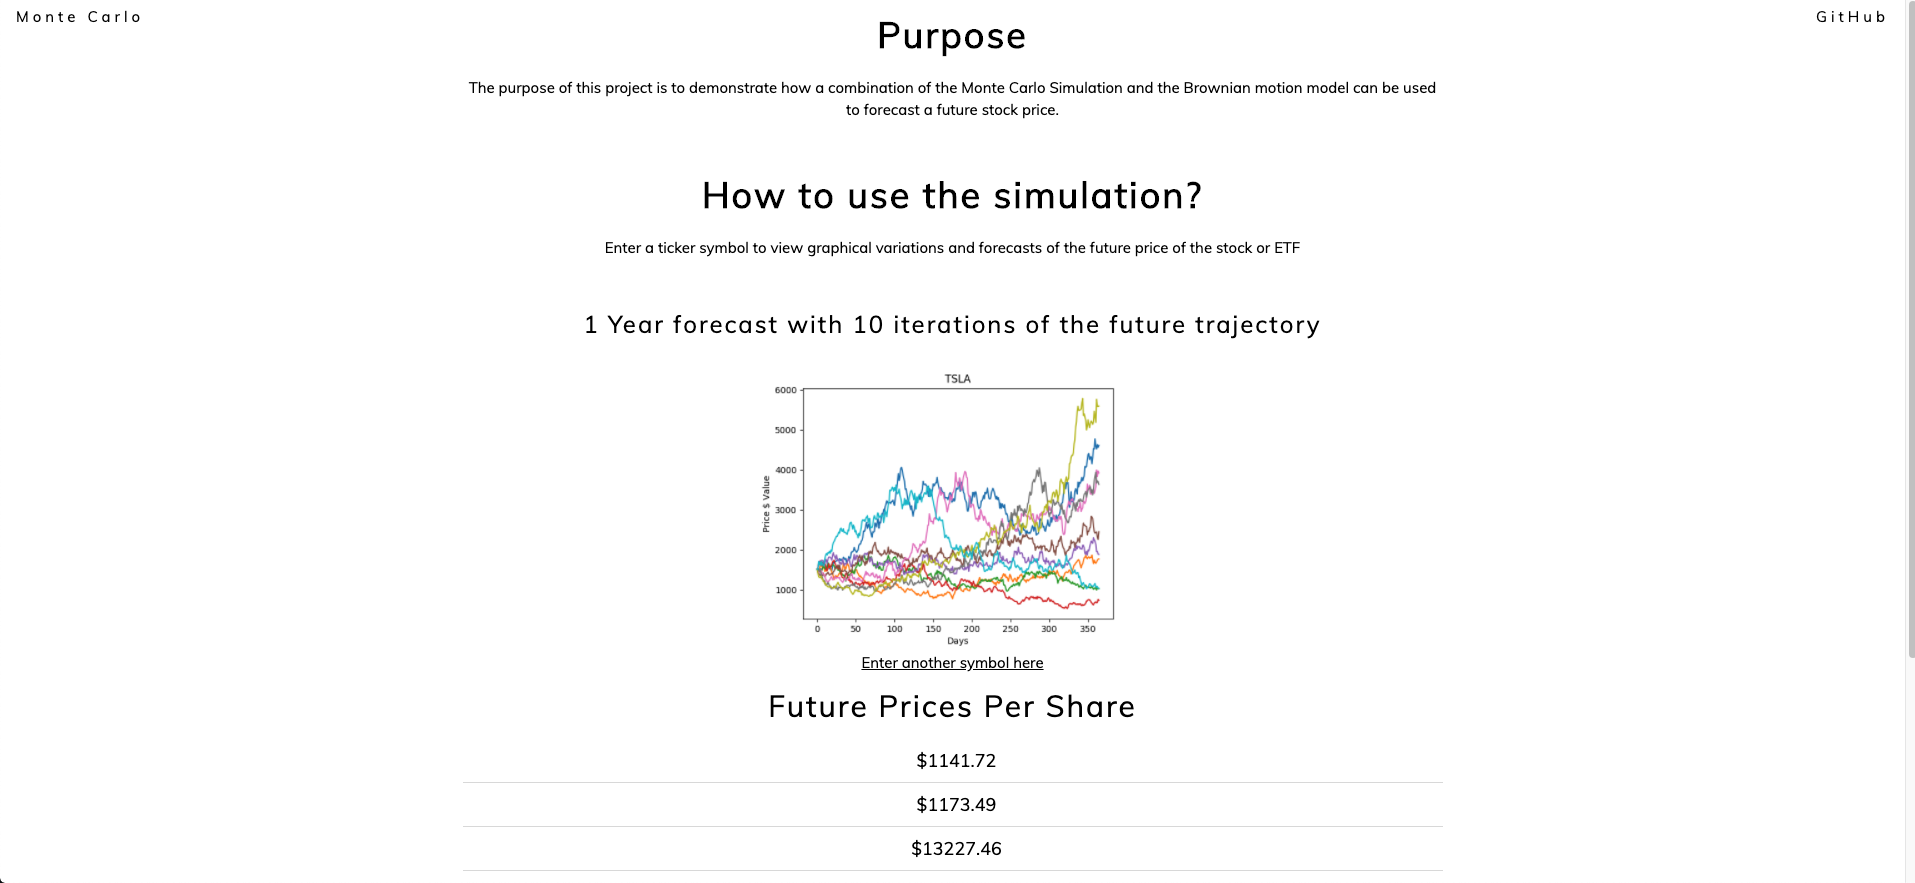 Monte Carlo
GitHub
Purpose
The purpose of this project is to demonstrate how a combination of the Monte Carlo Simulation and the Brownian motion model can be used
to forecast a future stock price.
How to use the simulation?
Enter a ticker symbol to view graphical variations and forecasts of the future price of the stock or ETF
1 Year forecast with 10 iterations of the future trajectory
TSLA
6000
5000
4000
3000
2000
1000
Price $ Value
0 50 100 150 200 250 300 350
Days
Enter another symbol here
Future Prices Per Share
$1141.72
$1173.49
$13227.46